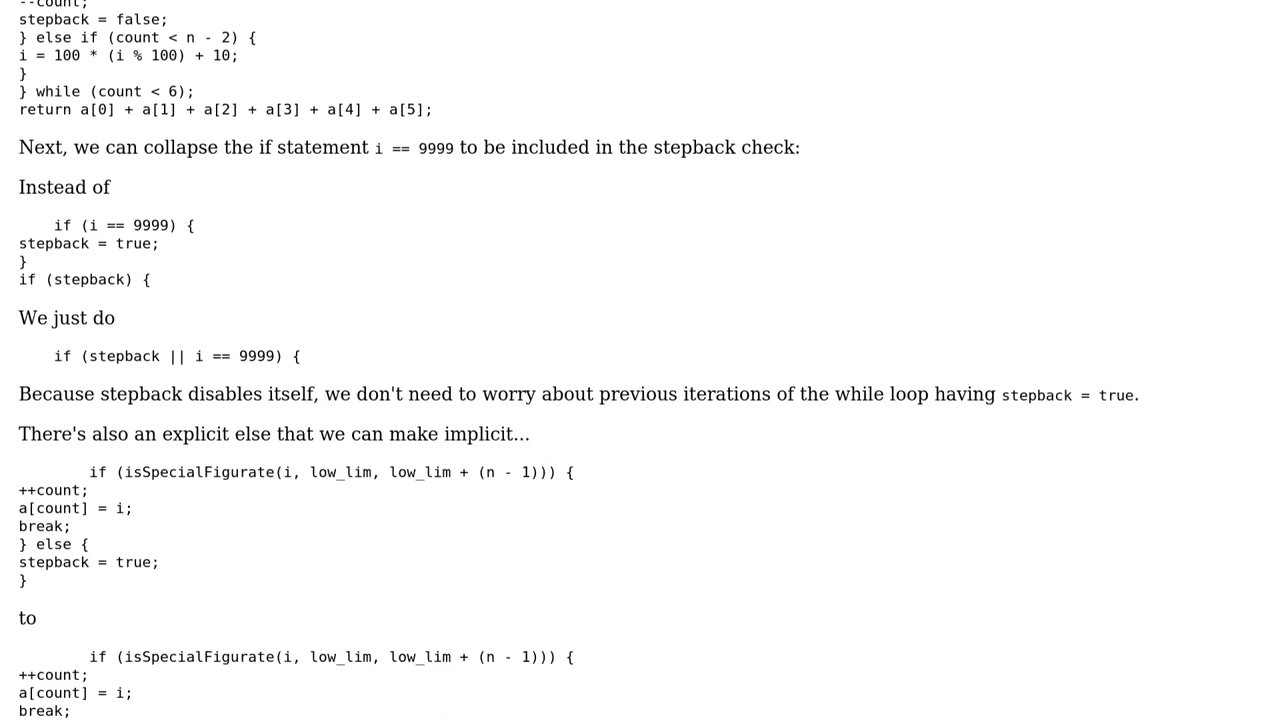 --count;
stepback = false;
} else if (count < n - 2) {
i = 100 * (i % 100) + 10;
}
} while (count < 6);
return a[0] + a[1] + a[2] + a[3] + a[4] + a[5];
Next, we can collapse the if statement i == 9999 to be included in the stepback check:
Instead of
if (i == 9999) {
stepback = true;
}
if (stepback) {
We just do
if (stepback || i == 9999) {
Because stepback disables itself, we don't need to worry about previous iterations of the while loop having stepback = true.
There's also an explicit else that we can make implicit...
if (isSpecialFigurate(i, low_lim, low_lim + (n - 1))) {
++count;
a[count] = i;
break;
} else {
stepback = true;
}
to
if (isSpecialFigurate(i, low_lim, low_lim + (n - 1))) {
++count;
a[count] = i;
break;